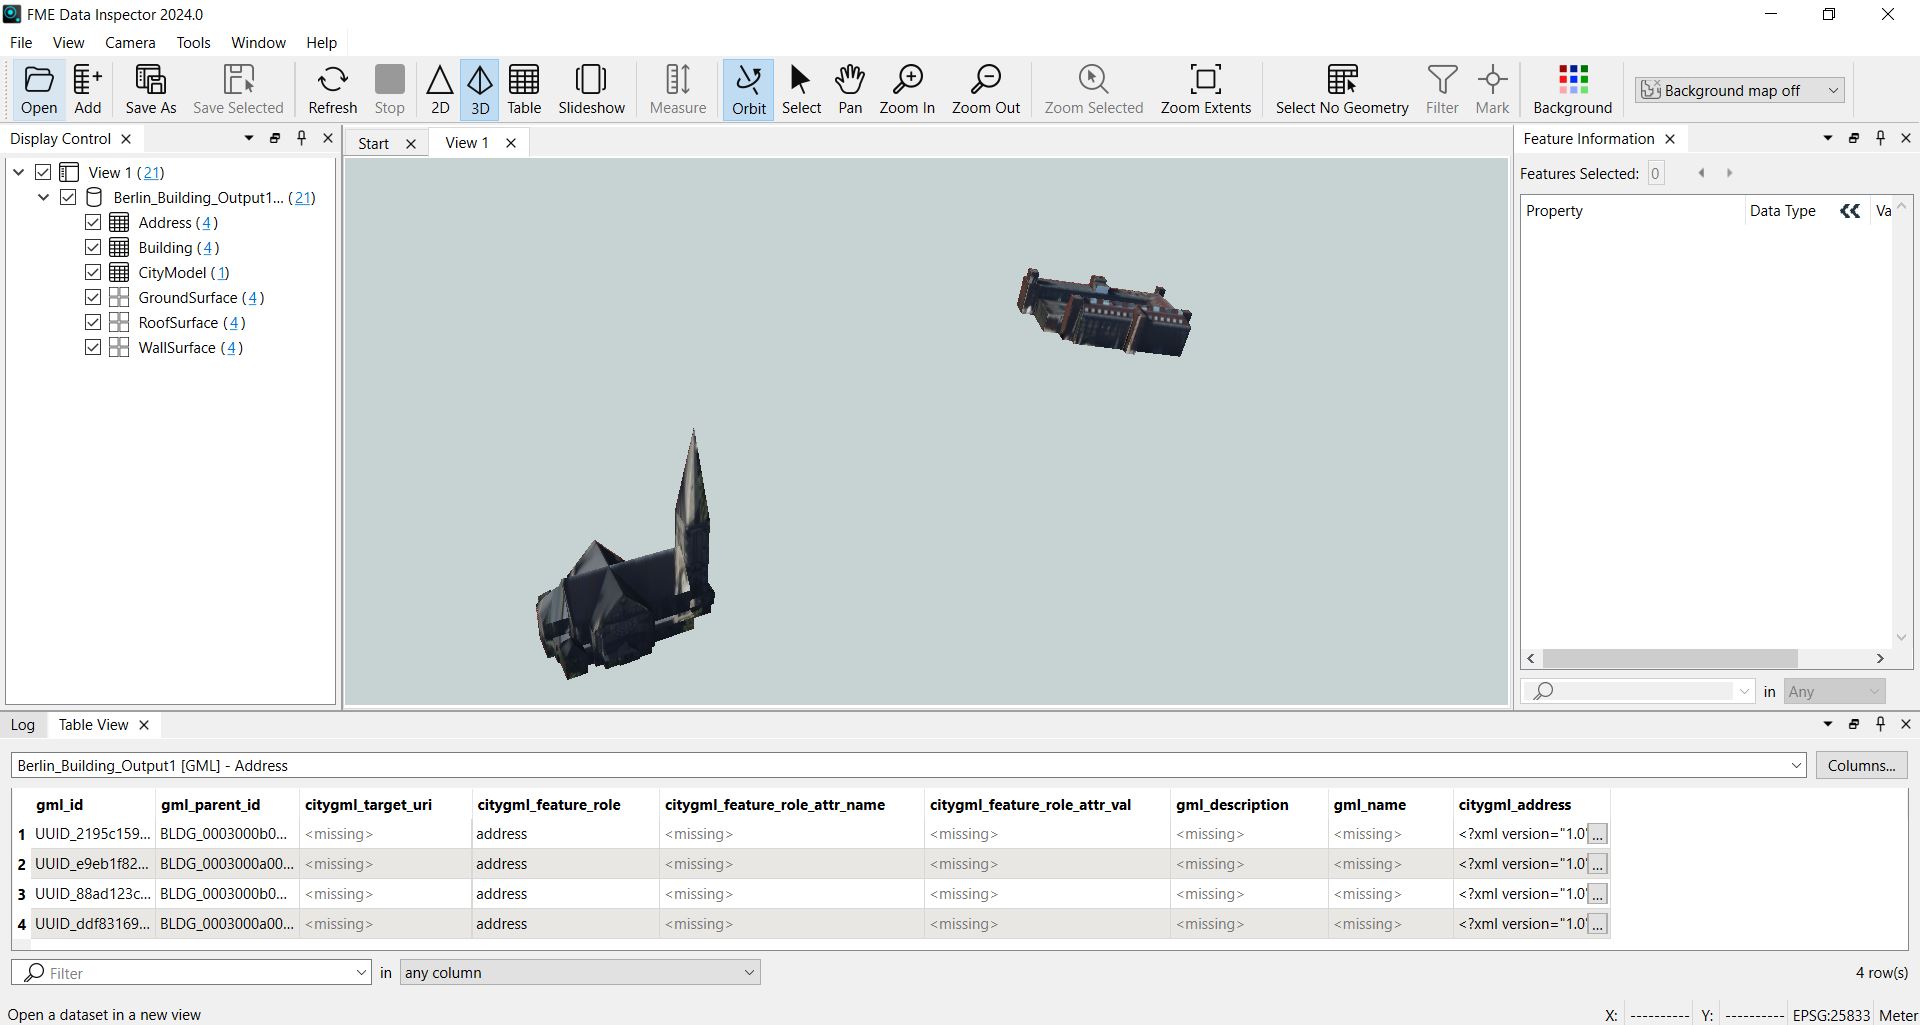 FME Data Inspector 2024.0
File View Camera Tools Window Help
Open Add Save As Save Selected Refresh Stop 2D 3D Table Slideshow Measure Orbit Select Pan Zoom In Zoom Out Zoom Selected Zoom Extents Select No Geometry Filter Mark Background Background map off
Display Control
View 1 (21)
Berlin_Building_Output1... (21)
Address (4)
Building (4)
CityModel (1)
GroundSurface (4)
RoofSurface (4)
WallSurface (4)
Start View 1
Feature Information
Features Selected: 0
Property Data Type Va
in Any
Log Table View
Berlin_Building_Output1 [GML] - Address Columns...
gml_id gml_parent_id citygml_target_uri citygml_feature_role citygml_feature_role_attr_name citygml_feature_role_attr_val gml_description gml_name citygml_address
1 UUID_2195c159... BLDG_0003000b0... <missing> address <missing> <missing> <missing> <missing> <?xml version="1.0' ...
2 UUID_e9eb1f82... BLDG_0003000a00... <missing> address <missing> <missing> <missing> <missing> <?xml version="1.0' ...
3 UUID_88ad123c... BLDG_0003000b0... <missing> address <missing> <missing> <missing> <missing> <?xml version="1.0' ...
4 UUID_ddf83169... BLDG_0003000a00... <missing> address <missing> <missing> <missing> <missing> <?xml version="1.0' ...
Filter in any column 4 row(s)
Open a dataset in a new view X: ---------- Y: ---------- EPSG:25833 Meter